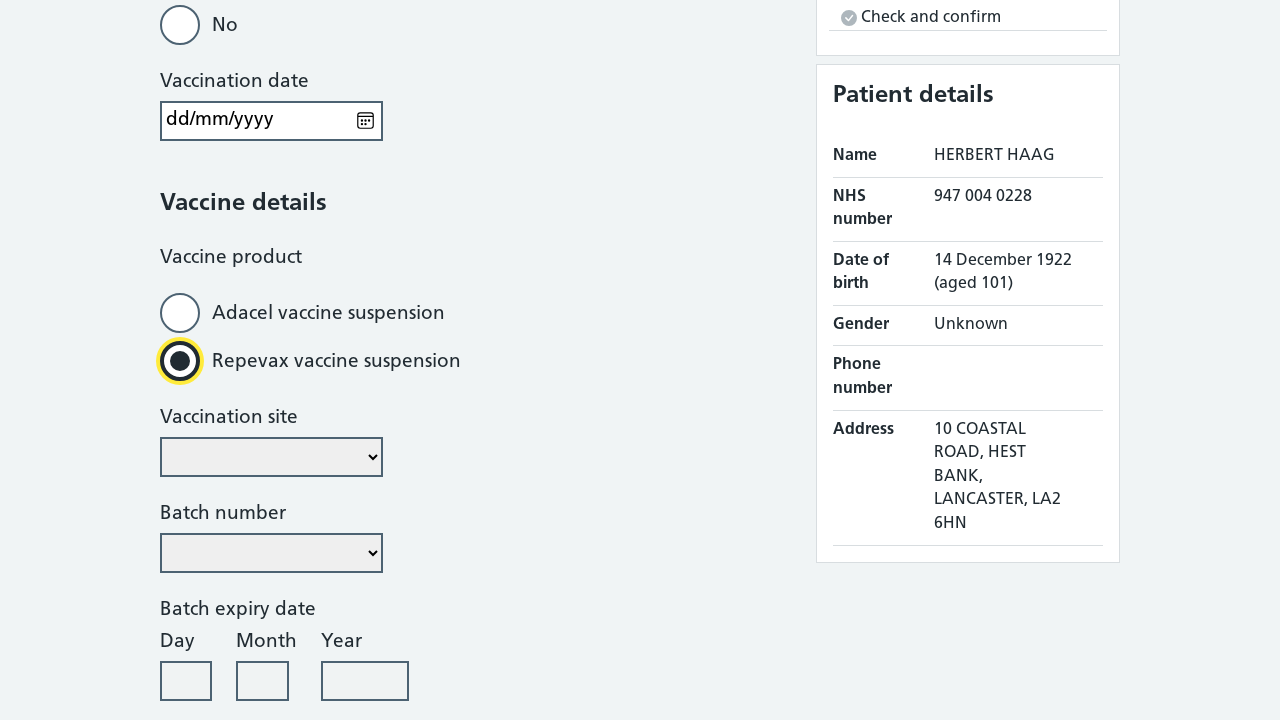 No
Vaccination date
dd/mm/yyyy
Vaccine details
Vaccine product
Adacel vaccine suspension
Repevax vaccine suspension
Vaccination site
Batch number
Batch expiry date
Day Month Year
Check and confirm
Patient details
Name HERBERT HAAG
NHS 947 004 0228
number
Date of 14 December 1922
birth (aged 101)
Gender Unknown
Phone
number
Address 10 COASTAL
ROAD, HEST
BANK,
LANCASTER, LA2
6HN